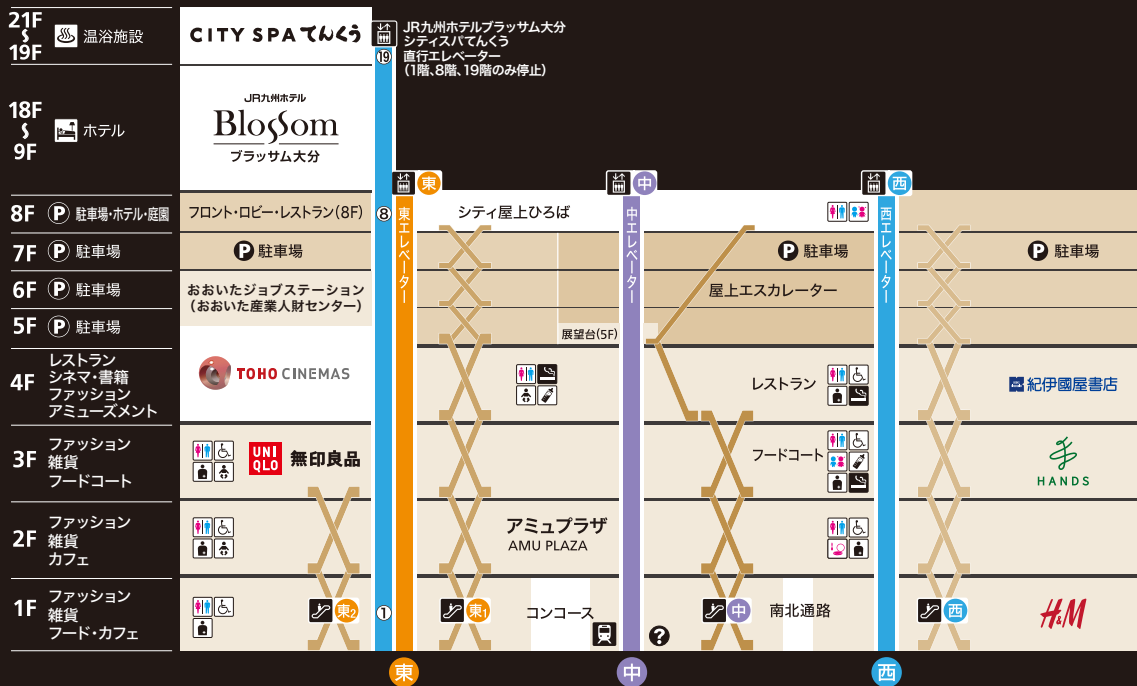 21F
〜
19F
温浴施設
CITY SPA てんくう
⑲
JR九州ホテルブラッサム大分
シティスパてんくう
直行エレベーター
(1階、8階、19階のみ停止)
18F
〜
9F
ホテル
JR九州ホテル
Blossom
ブラッサム大分
東
中
西
8F
P 駐車場・ホテル・庭園
フロント・ロビー・レストラン(8F)
⑧
シティ屋上ひろば
東エレベーター
中エレベーター
西エレベーター
7F
P 駐車場
P 駐車場
P 駐車場
P 駐車場
6F
P 駐車場
おおいたジョブステーション
(おおいた産業人財センター)
屋上エスカレーター
5F
P 駐車場
展望台(5F)
4F
レストラン
シネマ・書籍
ファッション
アミューズメント
TOHO CINEMAS
レストラン
紀伊國屋書店
3F
ファッション
雑貨
フードコート
UNI
QLO
無印良品
フードコート
HANDS
2F
ファッション
雑貨
カフェ
アミュプラザ
AMU PLAZA
1F
ファッション
雑貨
フード・カフェ
東2
①
東1
コンコース
?
中
南北通路
西
H&M
東
中
西